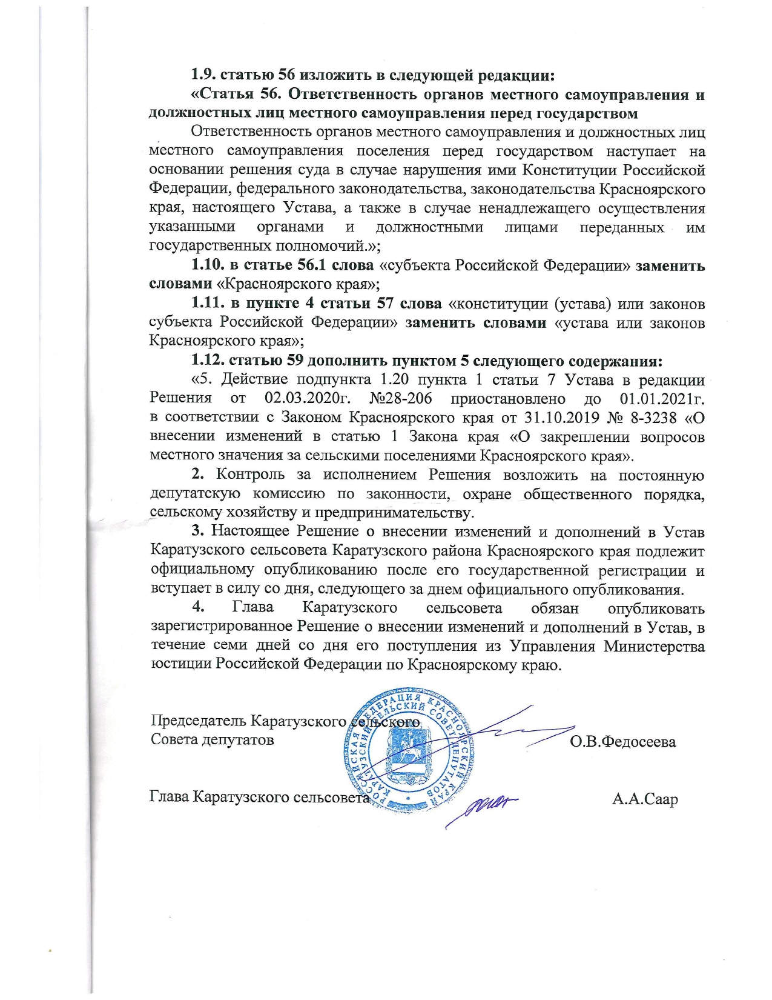 1.9. статью 56 изложить в следующей редакции:
«Статья 56. Ответственность органов местного самоуправления и
должностных лиц местного самоуправления перед государством
Ответственность органов местного самоуправления и должностных лиц
местного самоуправления поселения перед государством наступает на
основании решения суда в случае нарушения ими Конституции Российской
Федерации, федерального законодательства, законодательства Красноярского
края, настоящего Устава, а также в случае ненадлежащего осуществления
указанными органами и должностными лицами переданных им
государственных полномочий.»;
1.10. в статье 56.1 слова «субъекта Российской Федерации» заменить
словами «Красноярского края»;
1.11. в пункте 4 статьи 57 слова «конституции (устава) или законов
субъекта Российской Федерации» заменить словами «устава или законов
Красноярского края»;
1.12. статью 59 дополнить пунктом 5 следующего содержания:
«5. Действие подпункта 1.20 пункта 1 статьи 7 Устава в редакции
Решения от 02.03.2020г. №28-206 приостановлено до 01.01.2021г.
в соответствии с Законом Красноярского края от 31.10.2019 № 8-3238 «О
внесении изменений в статью 1 Закона края «О закреплении вопросов
местного значения за сельскими поселениями Красноярского края».
2. Контроль за исполнением Решения возложить на постоянную
депутатскую комиссию по законности, охране общественного порядка,
сельскому хозяйству и предпринимательству.
3. Настоящее Решение о внесении изменений и дополнений в Устав
Каратузского сельсовета Каратузского района Красноярского края подлежит
официальному опубликованию после его государственной регистрации и
вступает в силу со дня, следующего за днем официального опубликования.
4. Глава Каратузского сельсовета обязан опубликовать
зарегистрированное Решение о внесении изменений и дополнений в Устав, в
течение семи дней со дня его поступления из Управления Министерства
юстиции Российской Федерации по Красноярскому краю.
Председатель Каратузского сельского
Совета депутатов О.В.Федосеева
РОССИЙСКАЯ ФЕДЕРАЦИЯ КРАСНОЯРСКИЙ КРАЙ
КАРАТУЗСКИЙ СЕЛЬСКИЙ СОВЕТ ДЕПУТАТОВ
Глава Каратузского сельсовета А.А.Саар